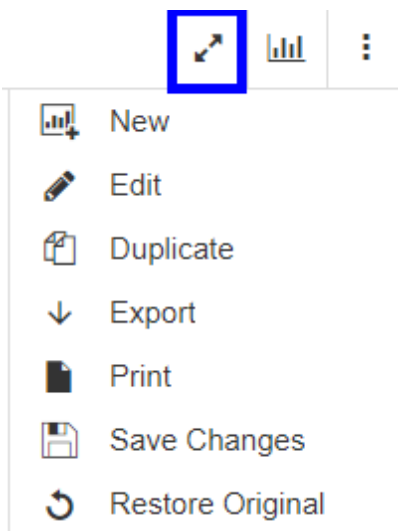 New
Edit
Duplicate
Export
Print
Save Changes
Restore Original